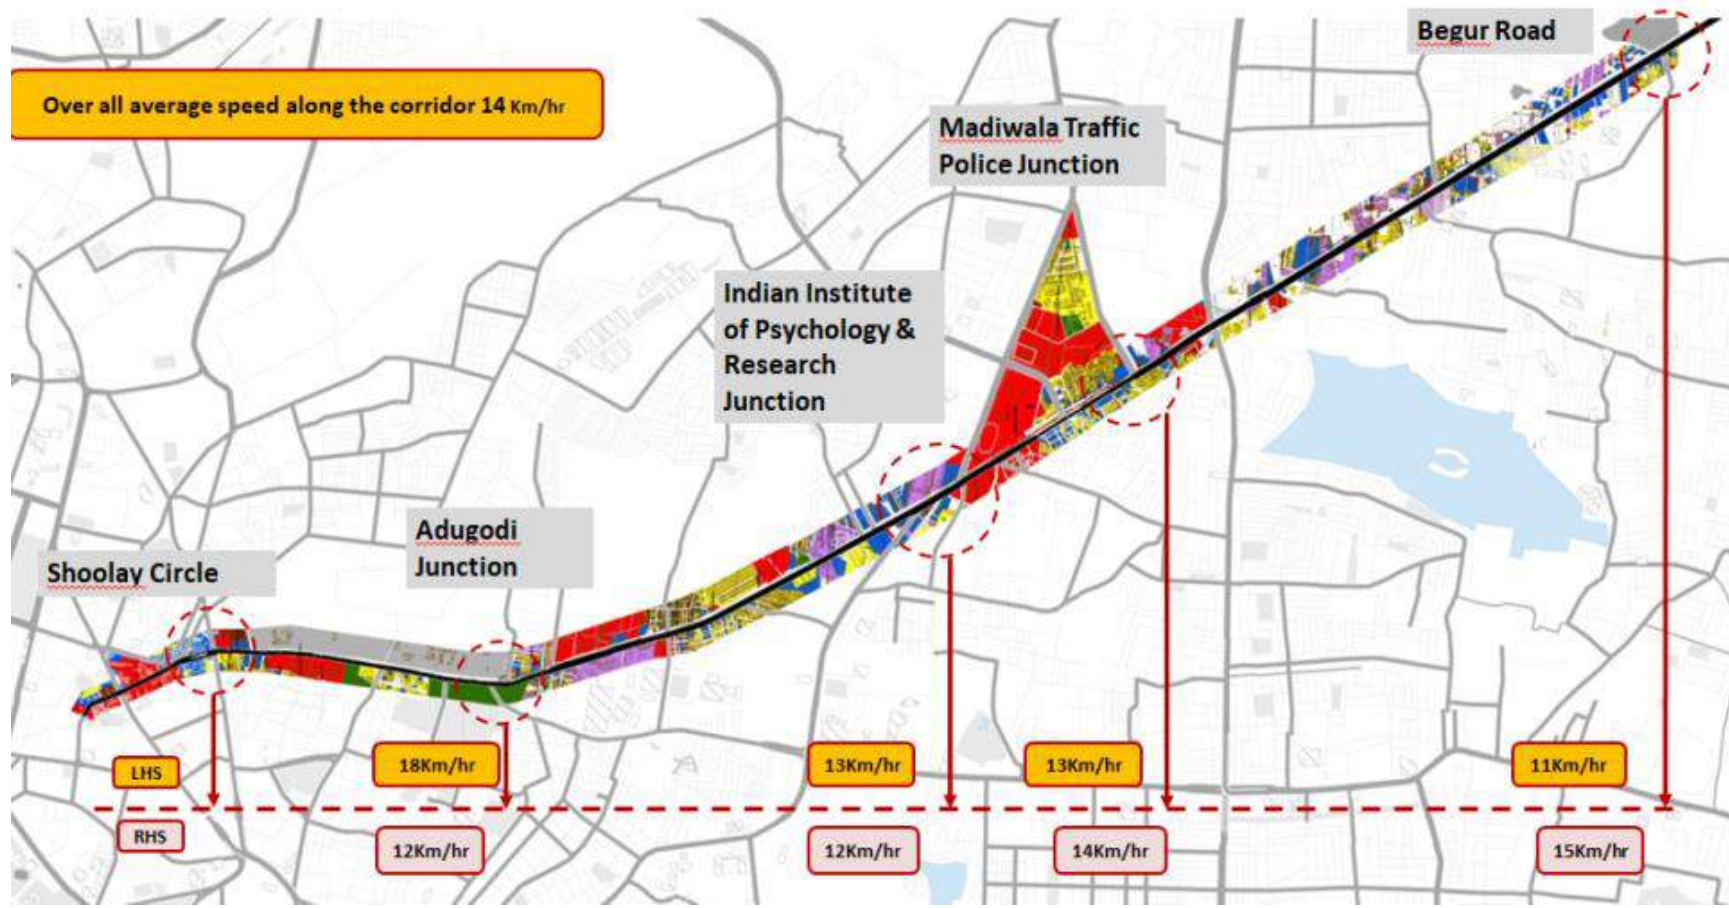 Begur Road
Over all average speed along the corridor 14 Km/hr
Madiwala Traffic
Police Junction
Indian Institute
of Psychology &
Research
Junction
Adugodi
Junction
Shoolay Circle
LHS
18Km/hr
13Km/hr
13Km/hr
11Km/hr
RHS
12Km/hr
12Km/hr
14Km/hr
15Km/hr